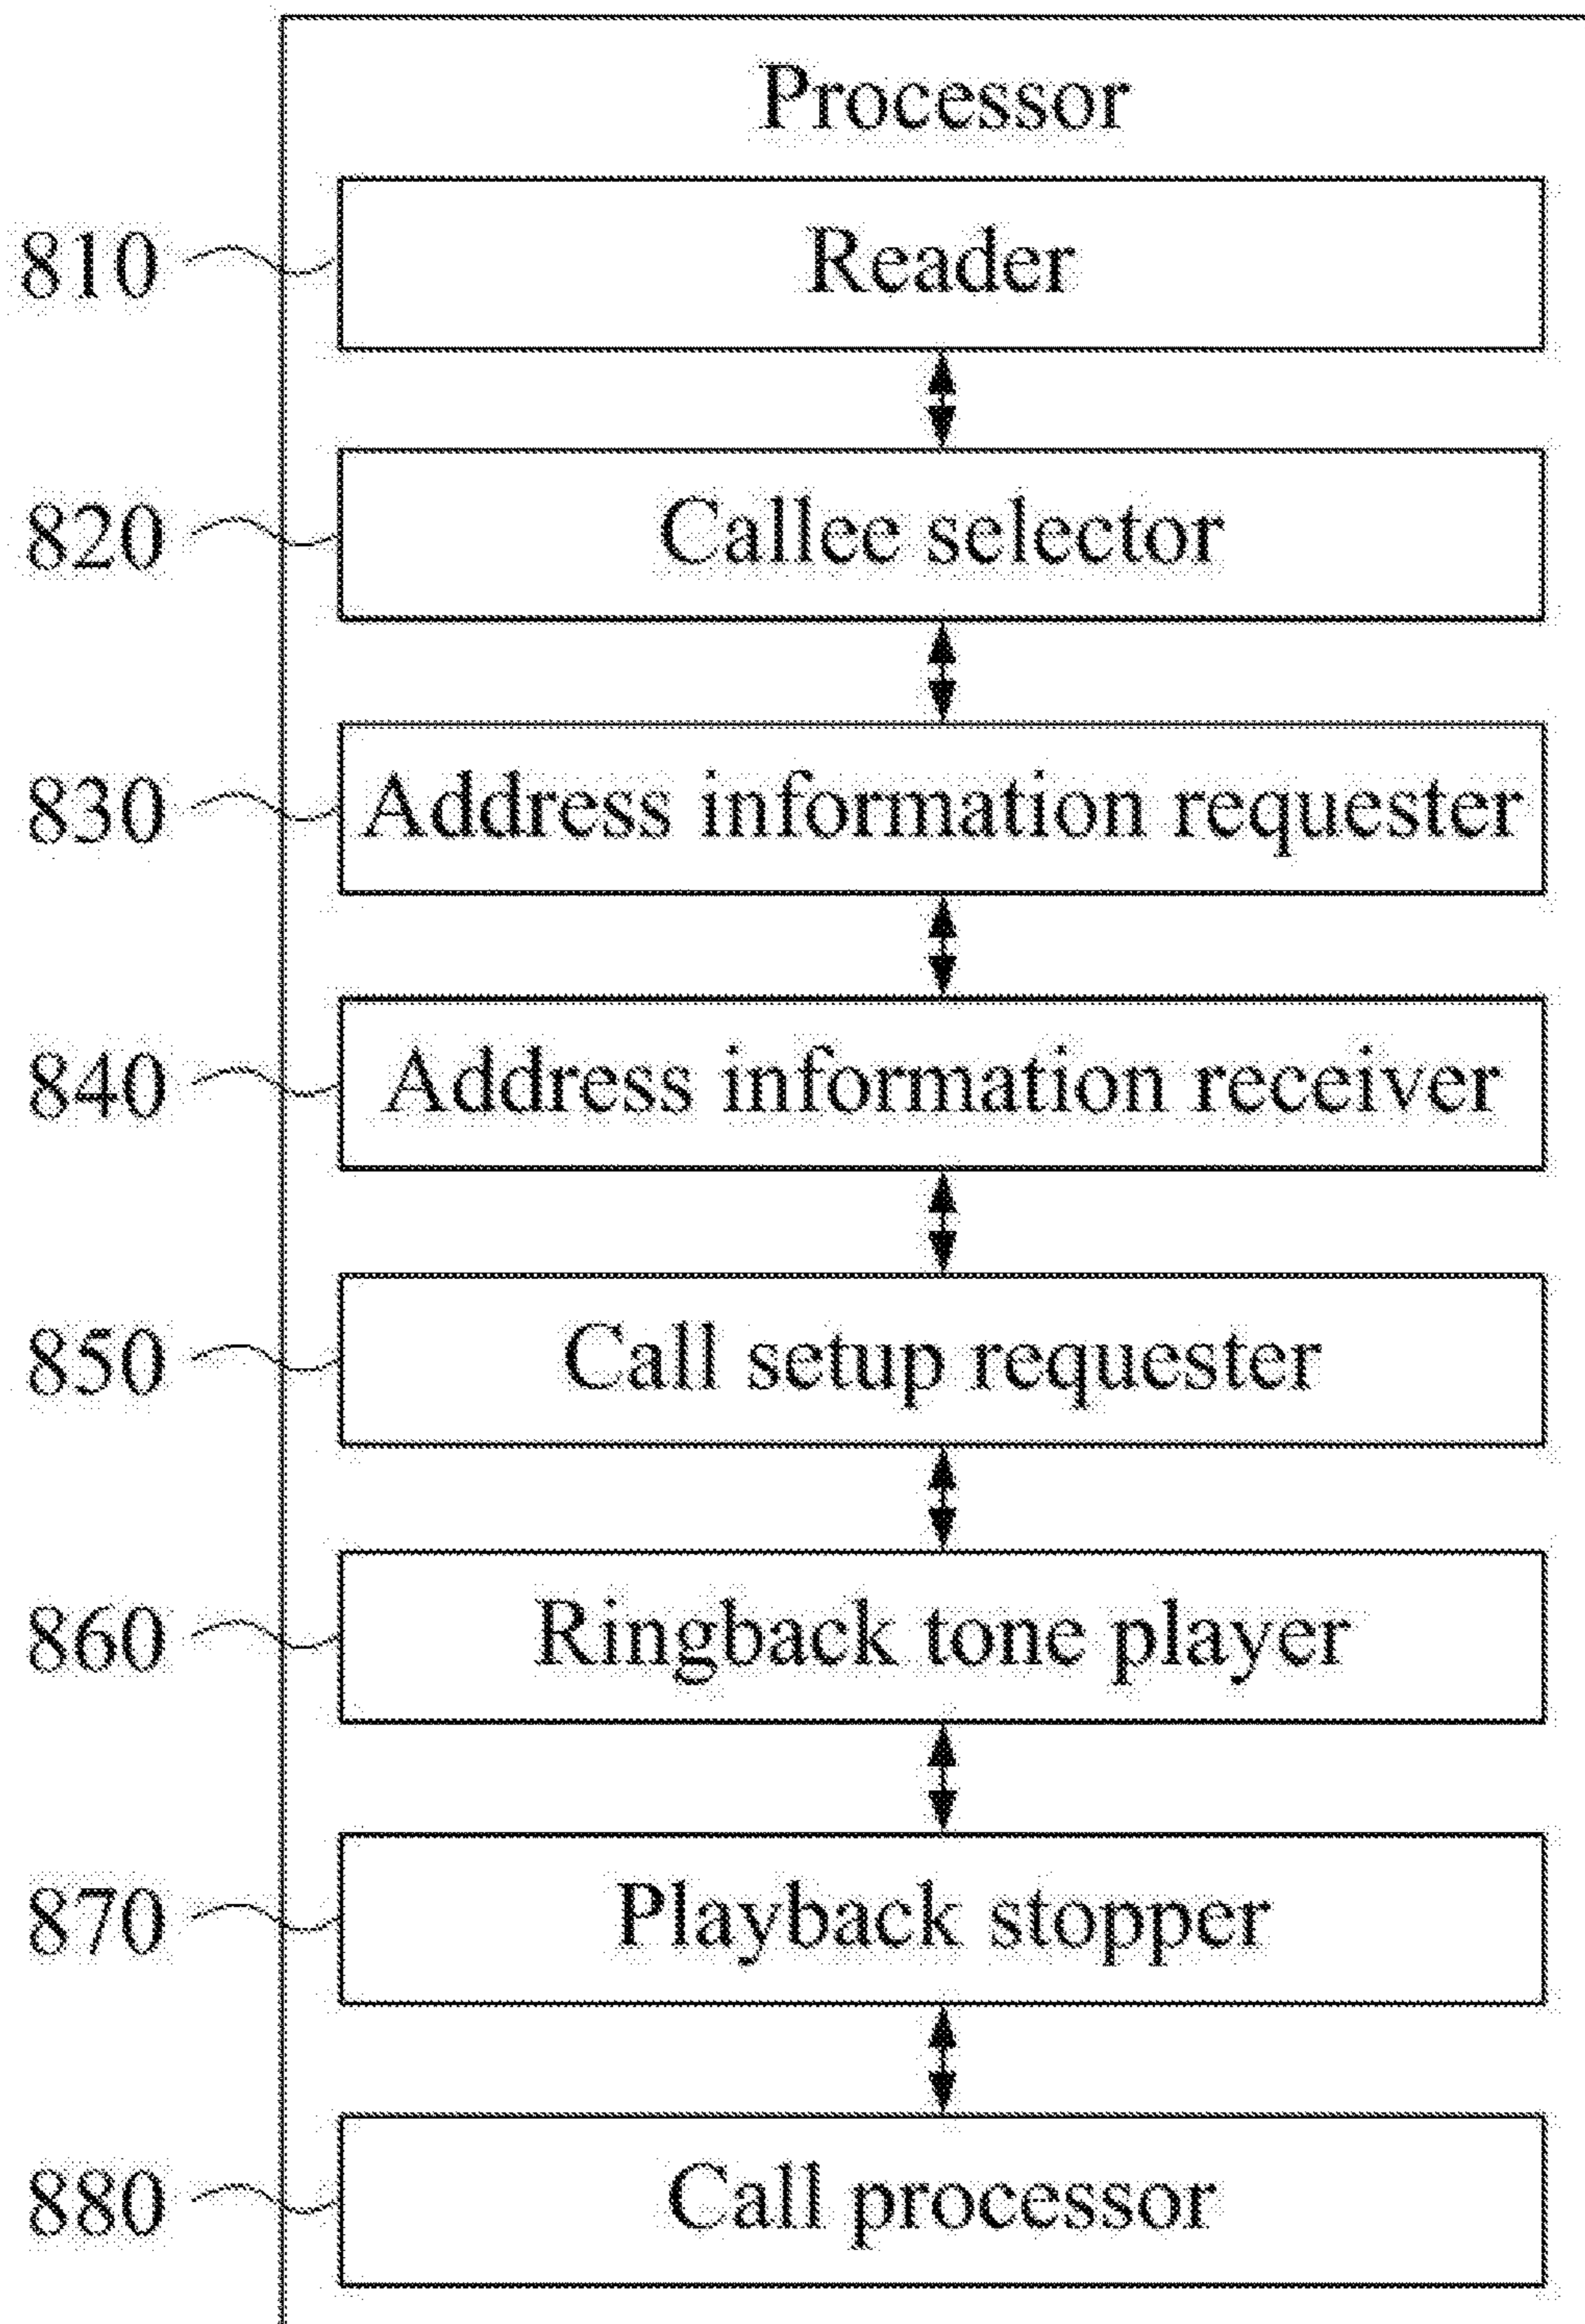 Processor
810 Reader
820 Callee selector
830 Address information requester
840 Address information receiver
850 Call setup requester
860 Ringback tone player
870 Playback stopper
880 Call processor